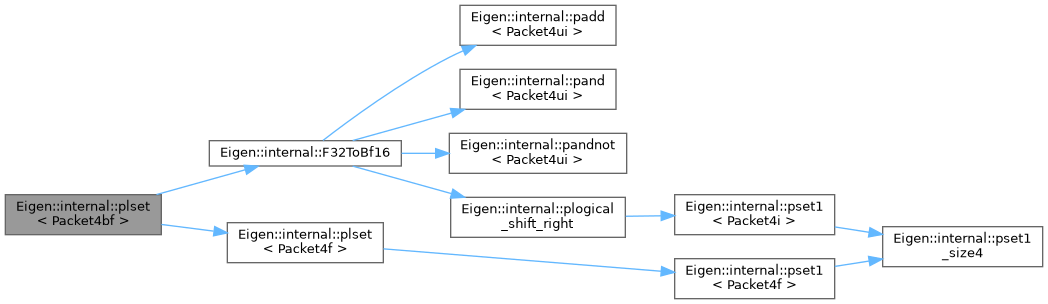 Eigen::internal::plset
< Packet4bf >
Eigen::internal::F32ToBf16
Eigen::internal::padd
< Packet4ui >
Eigen::internal::pand
< Packet4ui >
Eigen::internal::pandnot
< Packet4ui >
Eigen::internal::plogical
_shift_right
Eigen::internal::pset1
< Packet4i >
Eigen::internal::pset1
_size4
Eigen::internal::plset
< Packet4f >
Eigen::internal::pset1
< Packet4f >